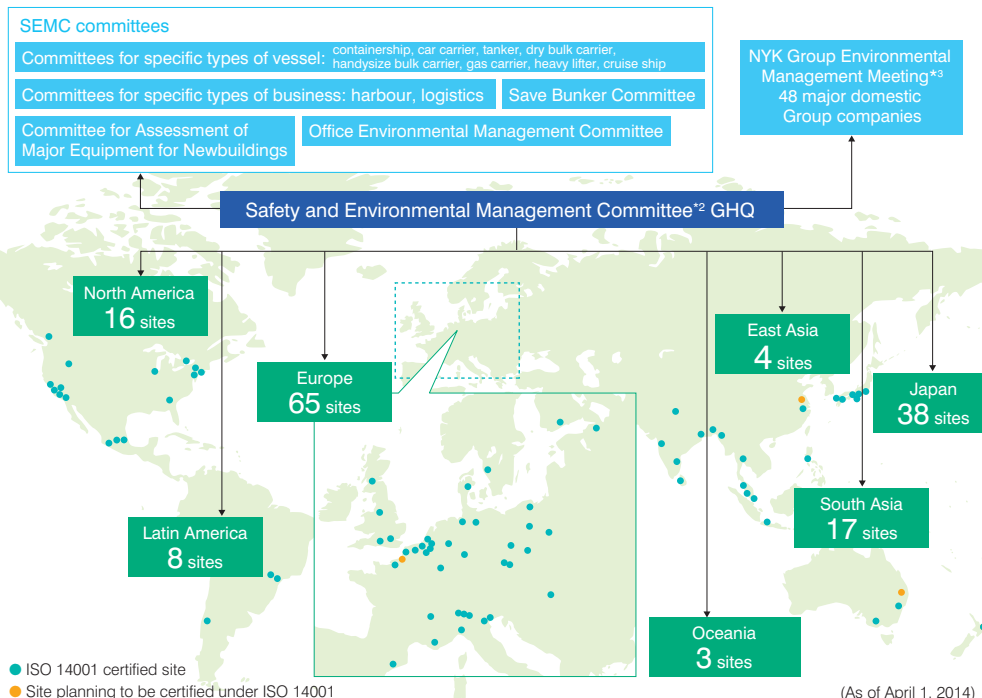 SEMC committees
Committees for specific types of vessel: containership, car carrier, tanker, dry bulk carrier,
handysize bulk carrier, gas carrier, heavy lifter, cruise ship
Committees for specific types of business: harbour, logistics
Save Bunker Committee
Committee for Assessment of
Major Equipment for Newbuildings
Office Environmental Management Committee
NYK Group Environmental
Management Meeting*3
48 major domestic
Group companies
Safety and Environmental Management Committee*2 GHQ
North America
16 sites
East Asia
4 sites
Europe
65 sites
Japan
38 sites
South Asia
17 sites
Latin America
8 sites
Oceania
3 sites
ISO 14001 certified site
Site planning to be certified under ISO 14001
(As of April 1, 2014)